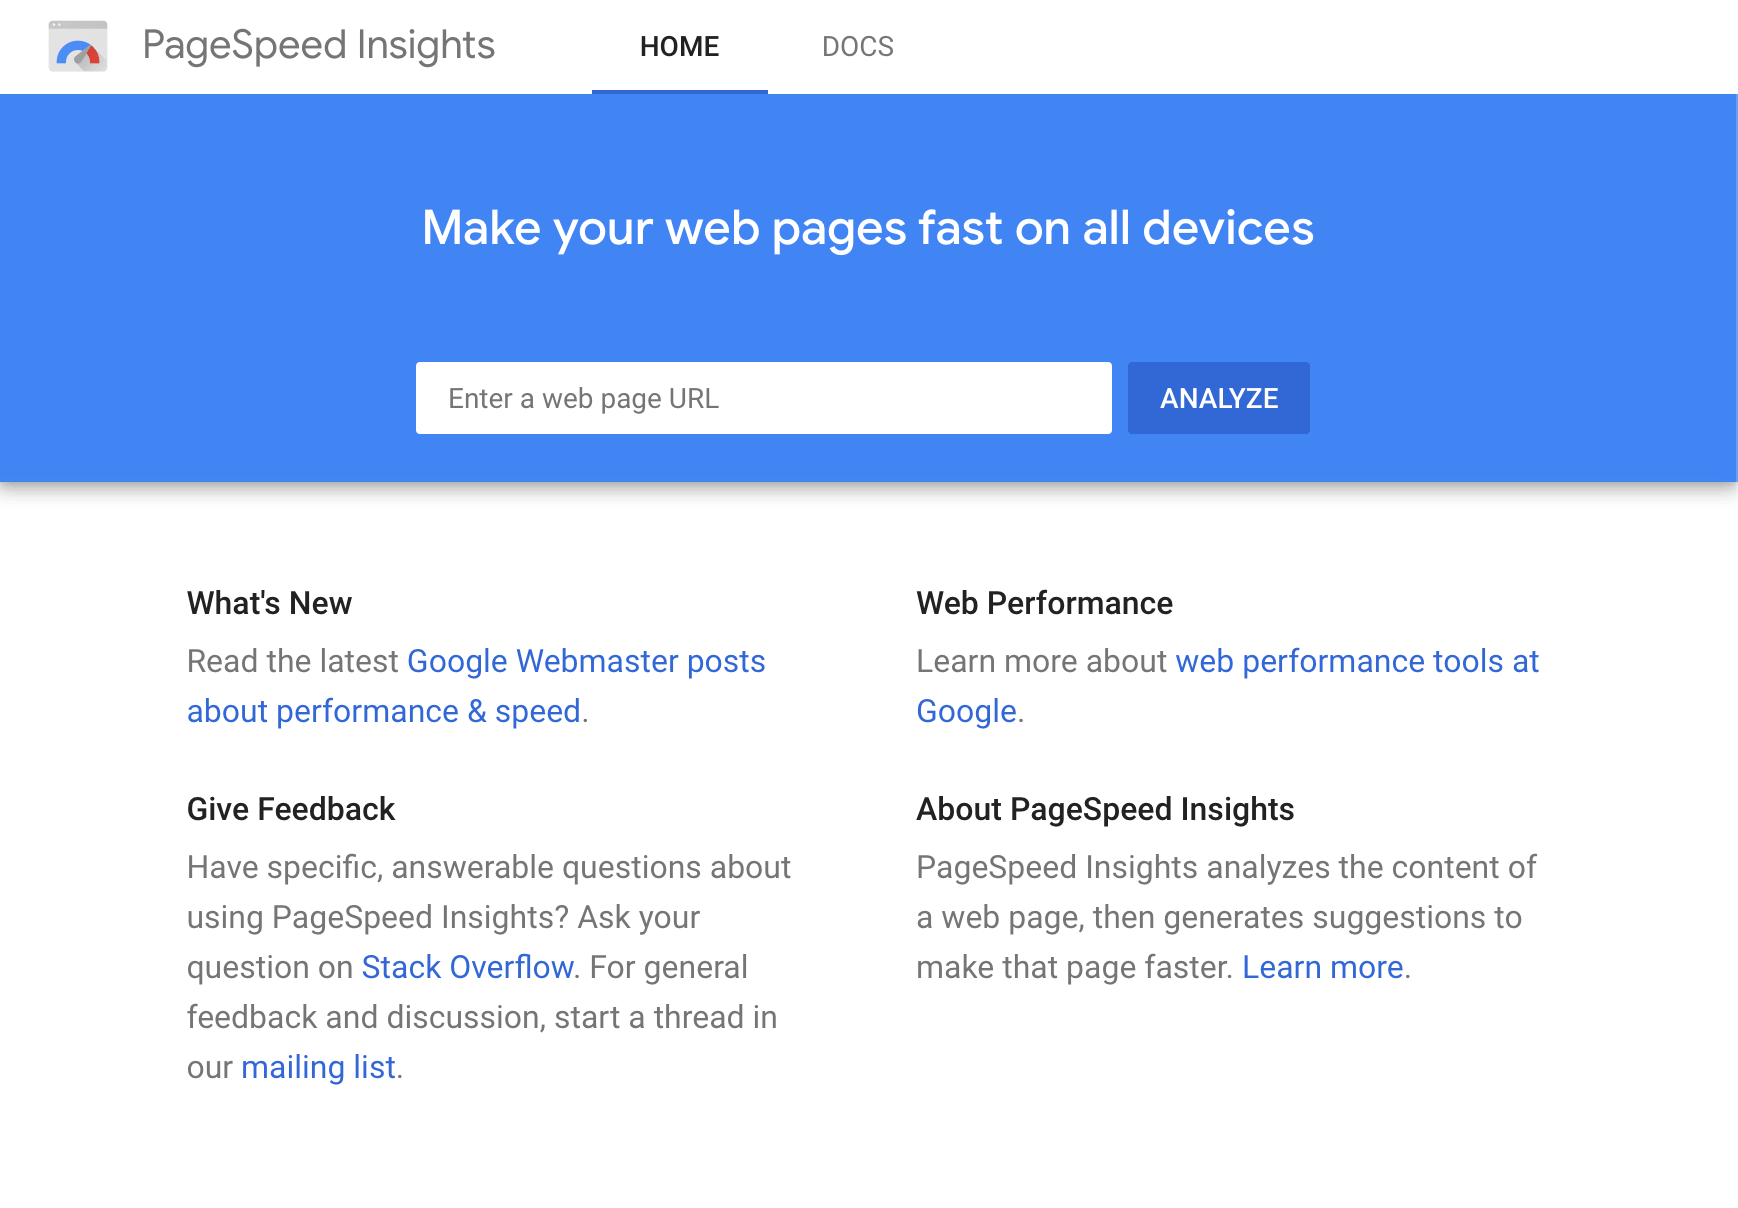 PageSpeed Insights
HOME
DOCS
Make your web pages fast on all devices
Enter a web page URL
ANALYZE
What's New
Read the latest Google Webmaster posts
about performance & speed.
Web Performance
Learn more about web performance tools at
Google.
Give Feedback
Have specific, answerable questions about
using PageSpeed Insights? Ask your
question on Stack Overflow. For general
feedback and discussion, start a thread in
our mailing list.
About PageSpeed Insights
PageSpeed Insights analyzes the content of
a web page, then generates suggestions to
make that page faster. Learn more.